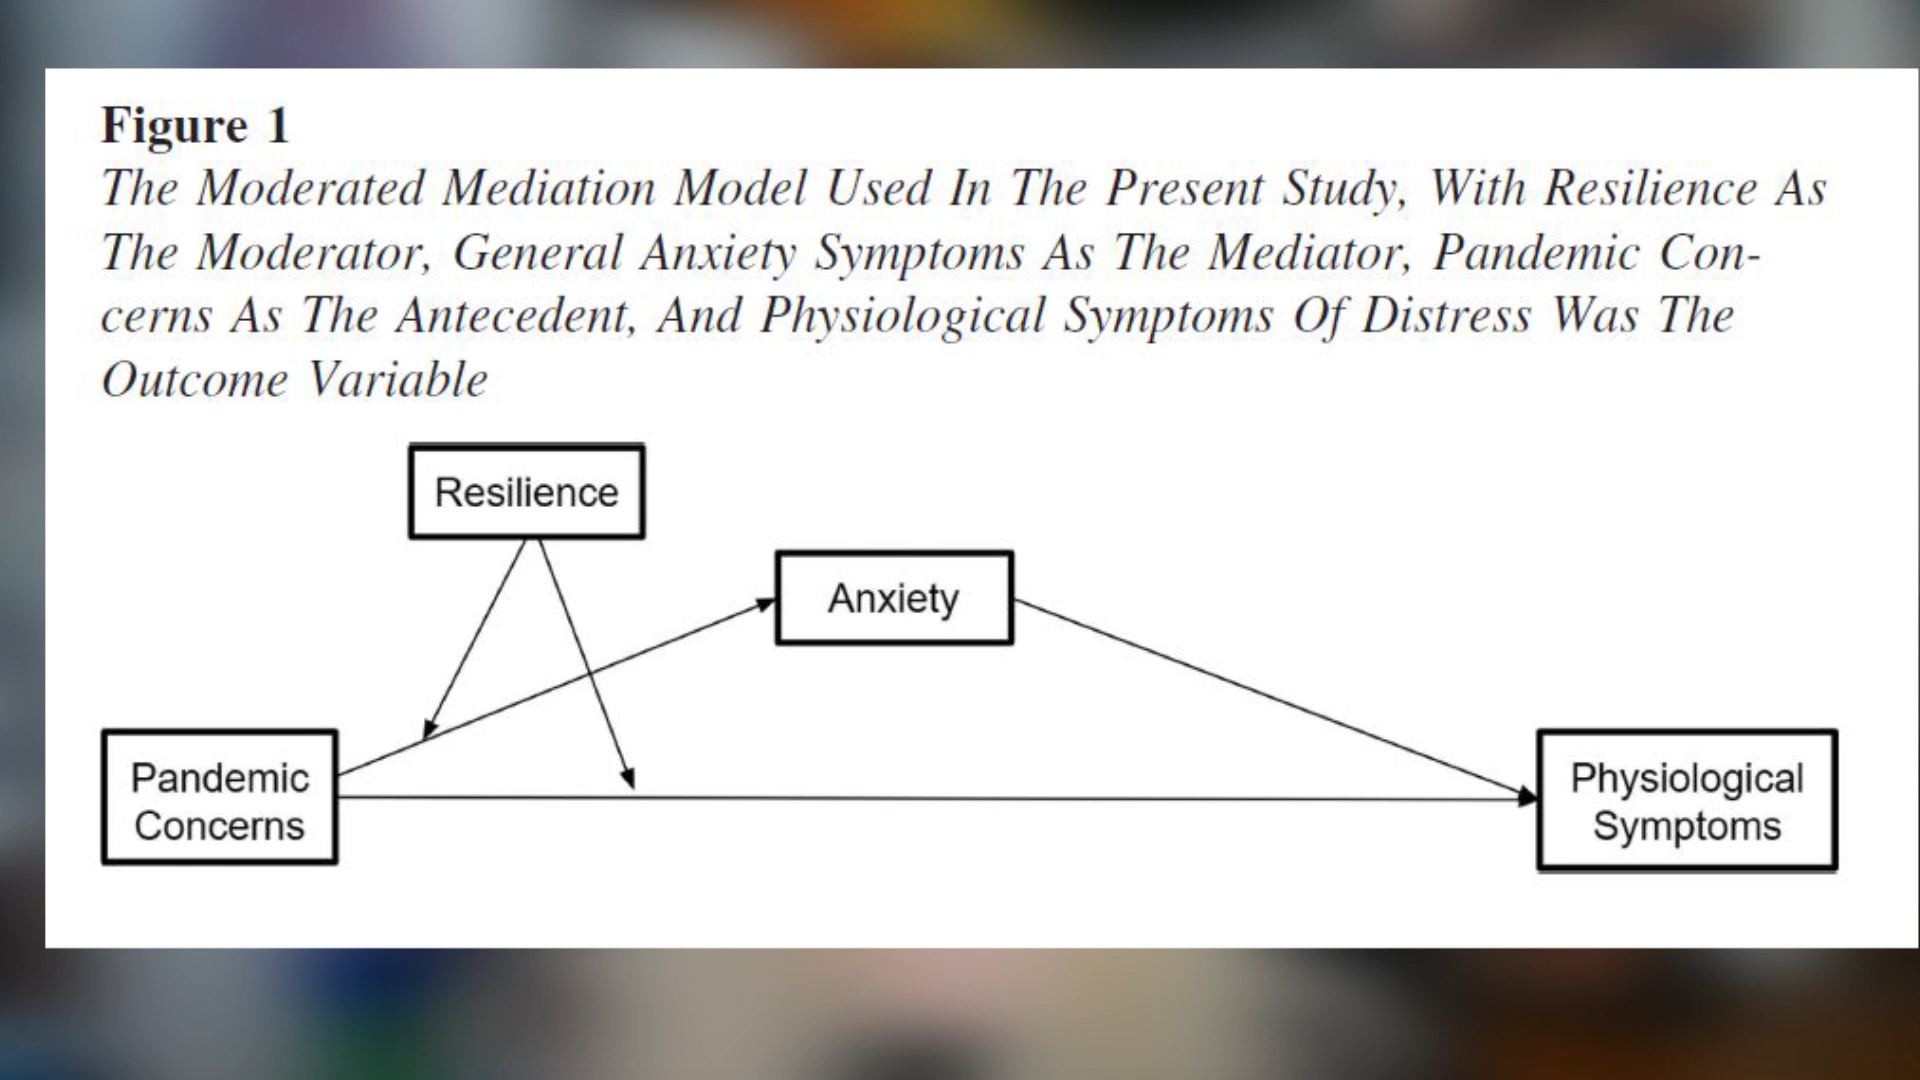 Figure 1
The Moderated Mediation Model Used In The Present Study, With Resilience As
The Moderator, General Anxiety Symptoms As The Mediator, Pandemic Con-
cerns As The Antecedent, And Physiological Symptoms Of Distress Was The
Outcome Variable
Resilience
Anxiety
Pandemic
Concerns
Physiological
Symptoms